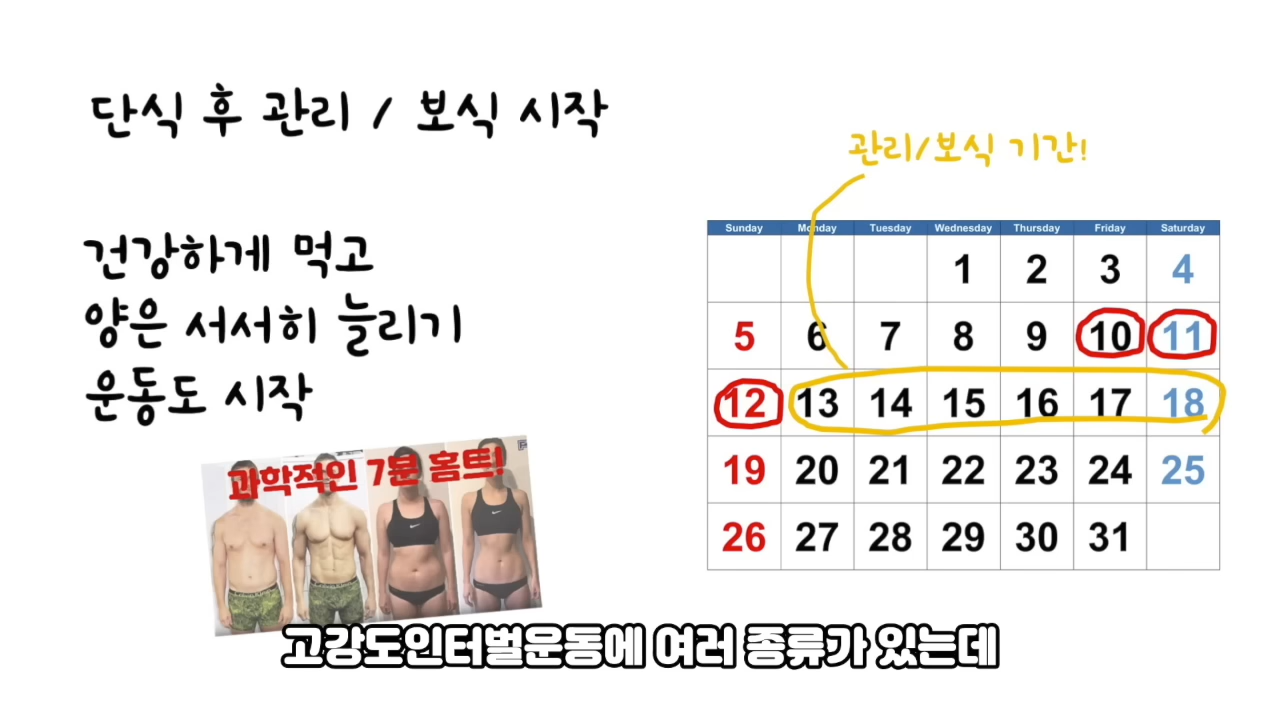 단식 후 관리 / 보식 시작
관리/보식 기간!
건강하게 먹고
양은 서서히 늘리기
운동도 시작
Sunday Monday Tuesday Wednesday Thursday Friday Saturday
1 2 3 4
5 6 7 8 9 10 11
12 13 14 15 16 17 18
19 20 21 22 23 24 25
26 27 28 29 30 31
과학적인 7분 홈트!
고강도인터벌운동에 여러 종류가 있는데